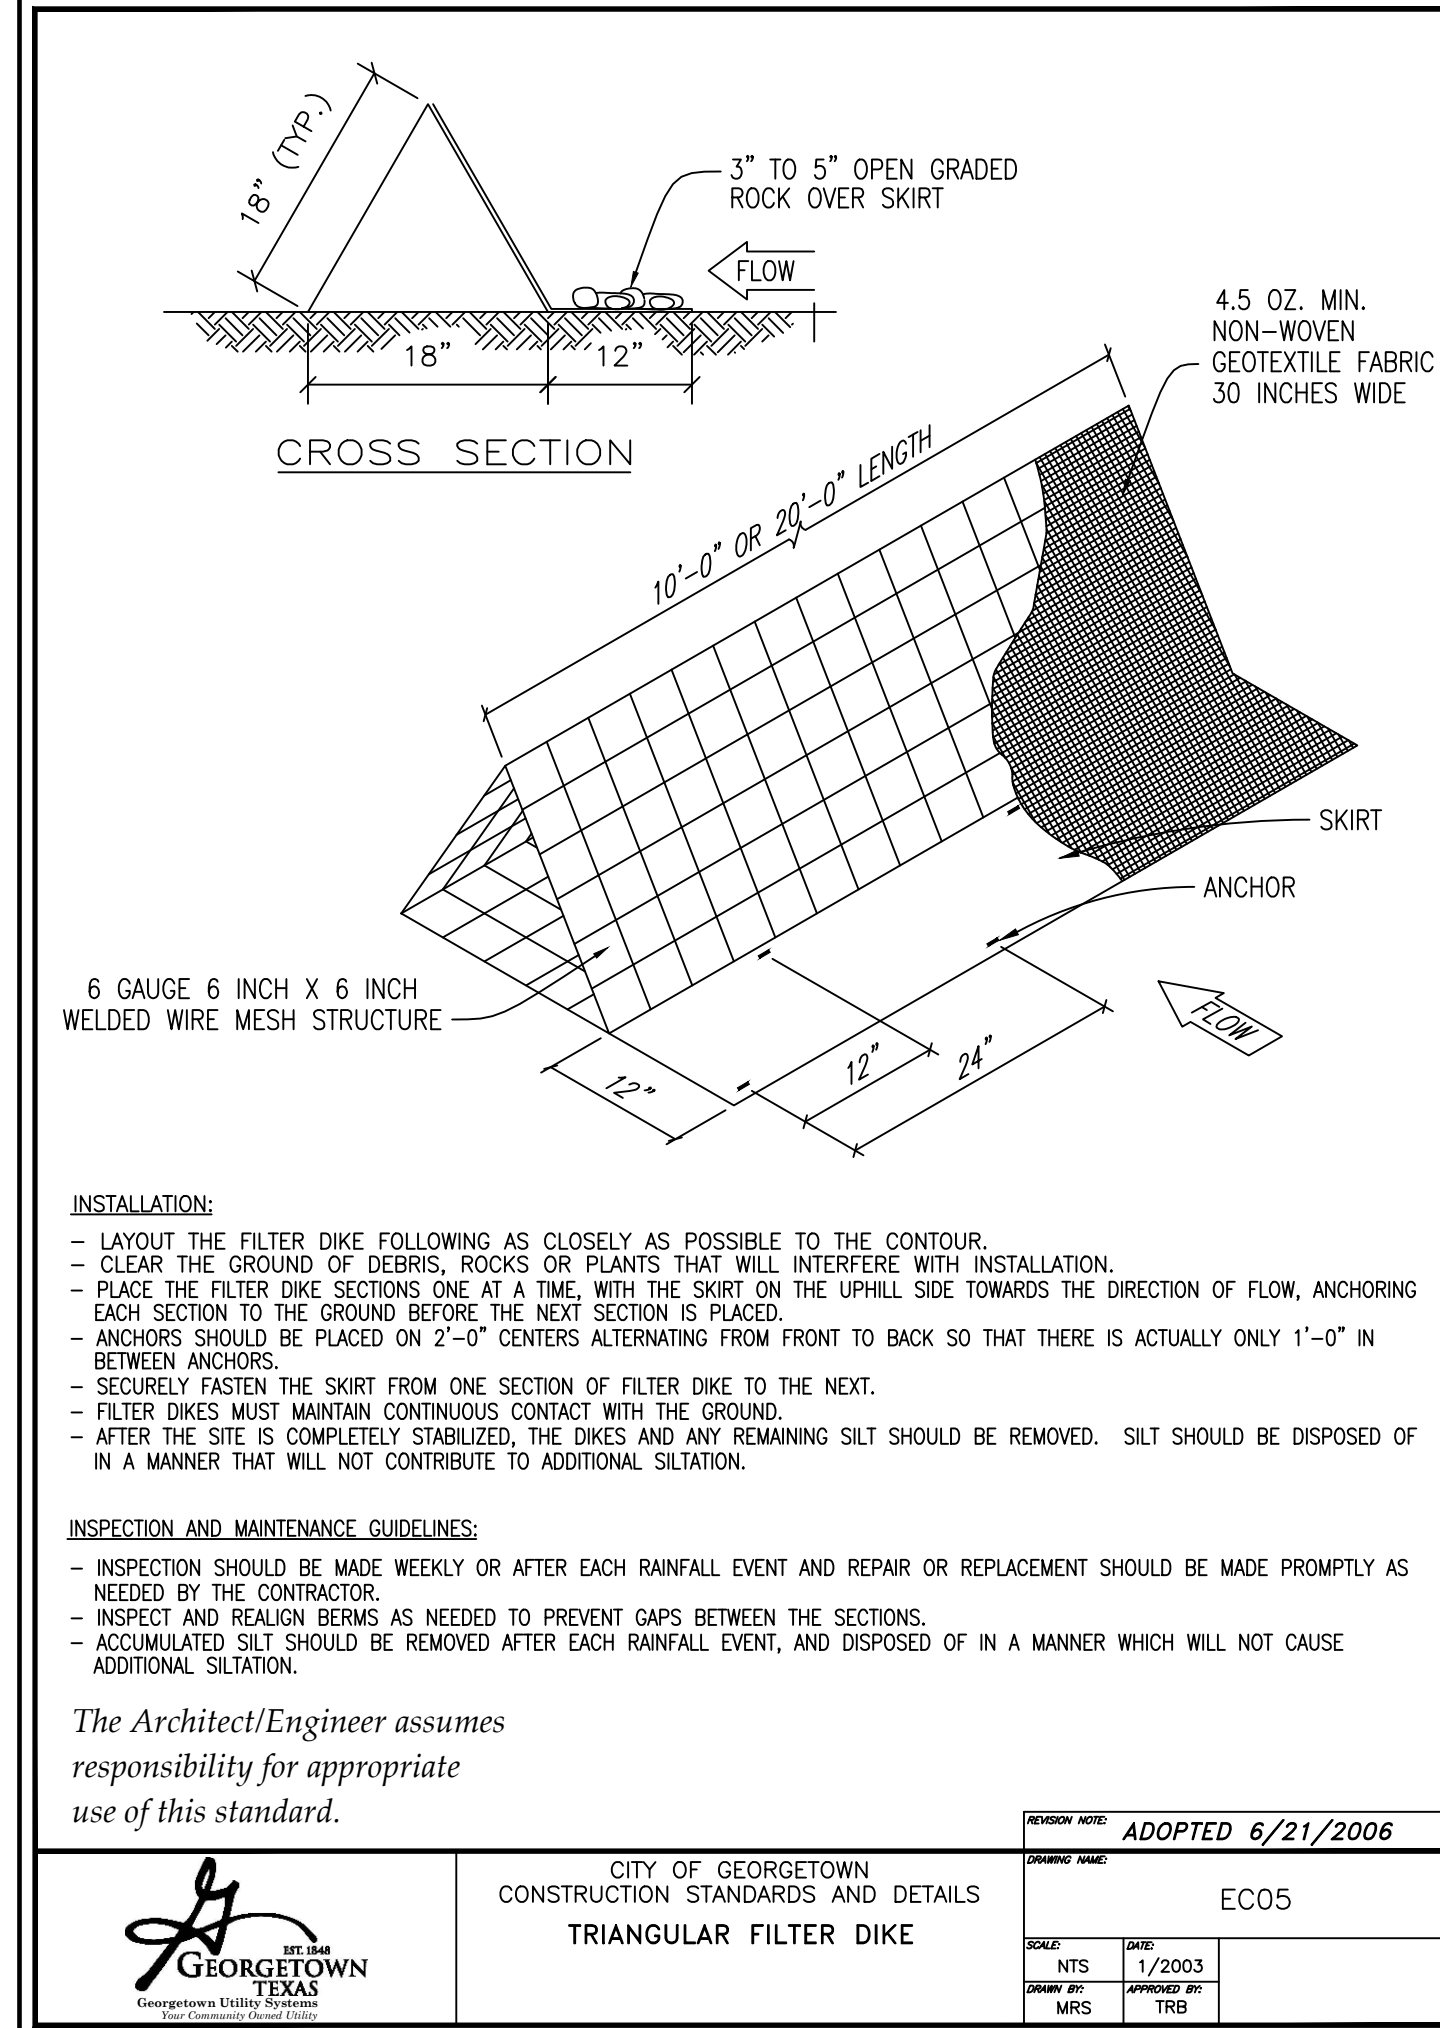 18" (TYP.)
3" TO 5" OPEN GRADED
ROCK OVER SKIRT
FLOW
18"
12"
CROSS SECTION
4.5 OZ. MIN.
NON-WOVEN
GEOTEXTILE FABRIC
30 INCHES WIDE
10'-0" OR 20'-0" LENGTH
SKIRT
ANCHOR
6 GAUGE 6 INCH X 6 INCH
WELDED WIRE MESH STRUCTURE
FLOW
12"
12"
24"
INSTALLATION:
- LAYOUT THE FILTER DIKE FOLLOWING AS CLOSELY AS POSSIBLE TO THE CONTOUR.
- CLEAR THE GROUND OF DEBRIS, ROCKS OR PLANTS THAT WILL INTERFERE WITH INSTALLATION.
- PLACE THE FILTER DIKE SECTIONS ONE AT A TIME, WITH THE SKIRT ON THE UPHILL SIDE TOWARDS THE DIRECTION OF FLOW, ANCHORING
EACH SECTION TO THE GROUND BEFORE THE NEXT SECTION IS PLACED.
- ANCHORS SHOULD BE PLACED ON 2'-0" CENTERS ALTERNATING FROM FRONT TO BACK SO THAT THERE IS ACTUALLY ONLY 1'-0" IN
BETWEEN ANCHORS.
- SECURELY FASTEN THE SKIRT FROM ONE SECTION OF FILTER DIKE TO THE NEXT.
- FILTER DIKES MUST MAINTAIN CONTINUOUS CONTACT WITH THE GROUND.
- AFTER THE SITE IS COMPLETELY STABILIZED, THE DIKES AND ANY REMAINING SILT SHOULD BE REMOVED. SILT SHOULD BE DISPOSED OF
IN A MANNER THAT WILL NOT CONTRIBUTE TO ADDITIONAL SILTATION.
INSPECTION AND MAINTENANCE GUIDELINES:
- INSPECTION SHOULD BE MADE WEEKLY OR AFTER EACH RAINFALL EVENT AND REPAIR OR REPLACEMENT SHOULD BE MADE PROMPTLY AS
NEEDED BY THE CONTRACTOR.
- INSPECT AND REALIGN BERMS AS NEEDED TO PREVENT GAPS BETWEEN THE SECTIONS.
- ACCUMULATED SILT SHOULD BE REMOVED AFTER EACH RAINFALL EVENT, AND DISPOSED OF IN A MANNER WHICH WILL NOT CAUSE
ADDITIONAL SILTATION.
The Architect/Engineer assumes
responsibility for appropriate
use of this standard.
REVISION NOTE: ADOPTED 6/21/2006
EST. 1848
GEORGETOWN
TEXAS
Georgetown Utility Systems
Your Community Owned Utility
CITY OF GEORGETOWN
CONSTRUCTION STANDARDS AND DETAILS
TRIANGULAR FILTER DIKE
DRAWING NAME:
EC05
SCALE: DATE:
NTS 1/2003
DRAWN BY: APPROVED BY:
MRS TRB